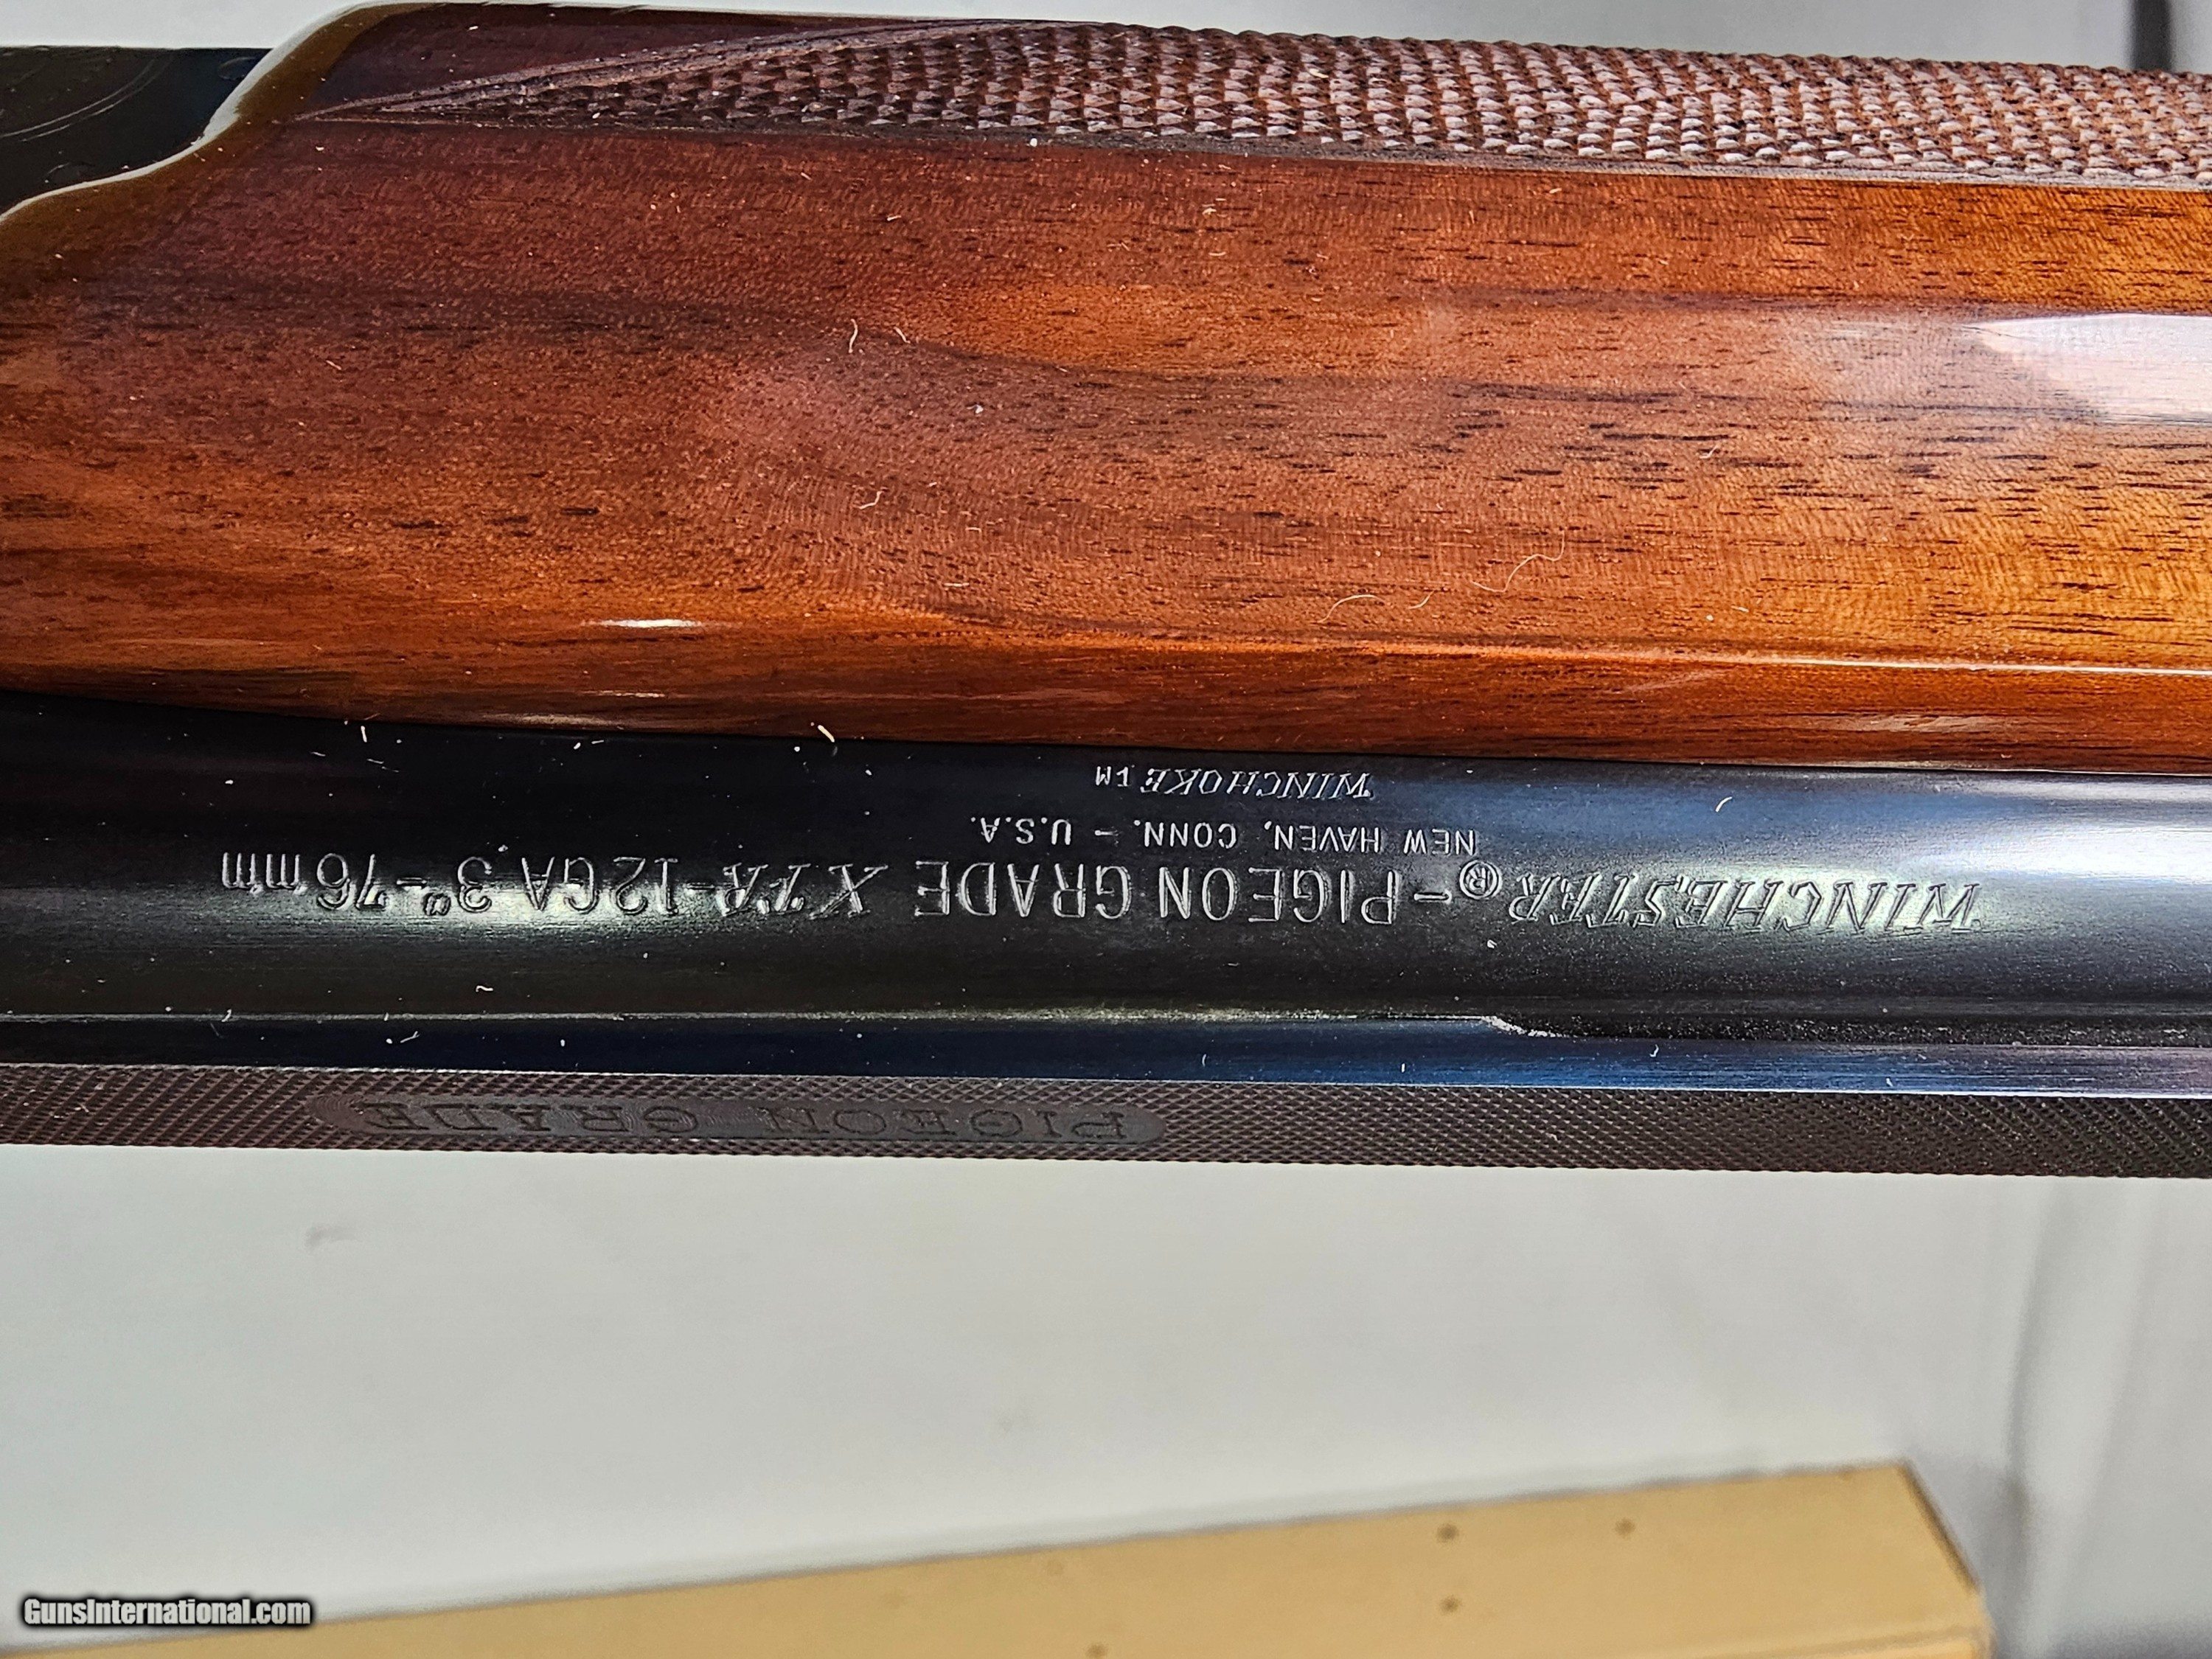 PIGEON GRADE
WINCHESTER® - PIGEON GRADE XTR - 12GA. 3" - 76mm
NEW HAVEN, CONN. - U.S.A.
WINCHOKE TM
GunsInternational.com